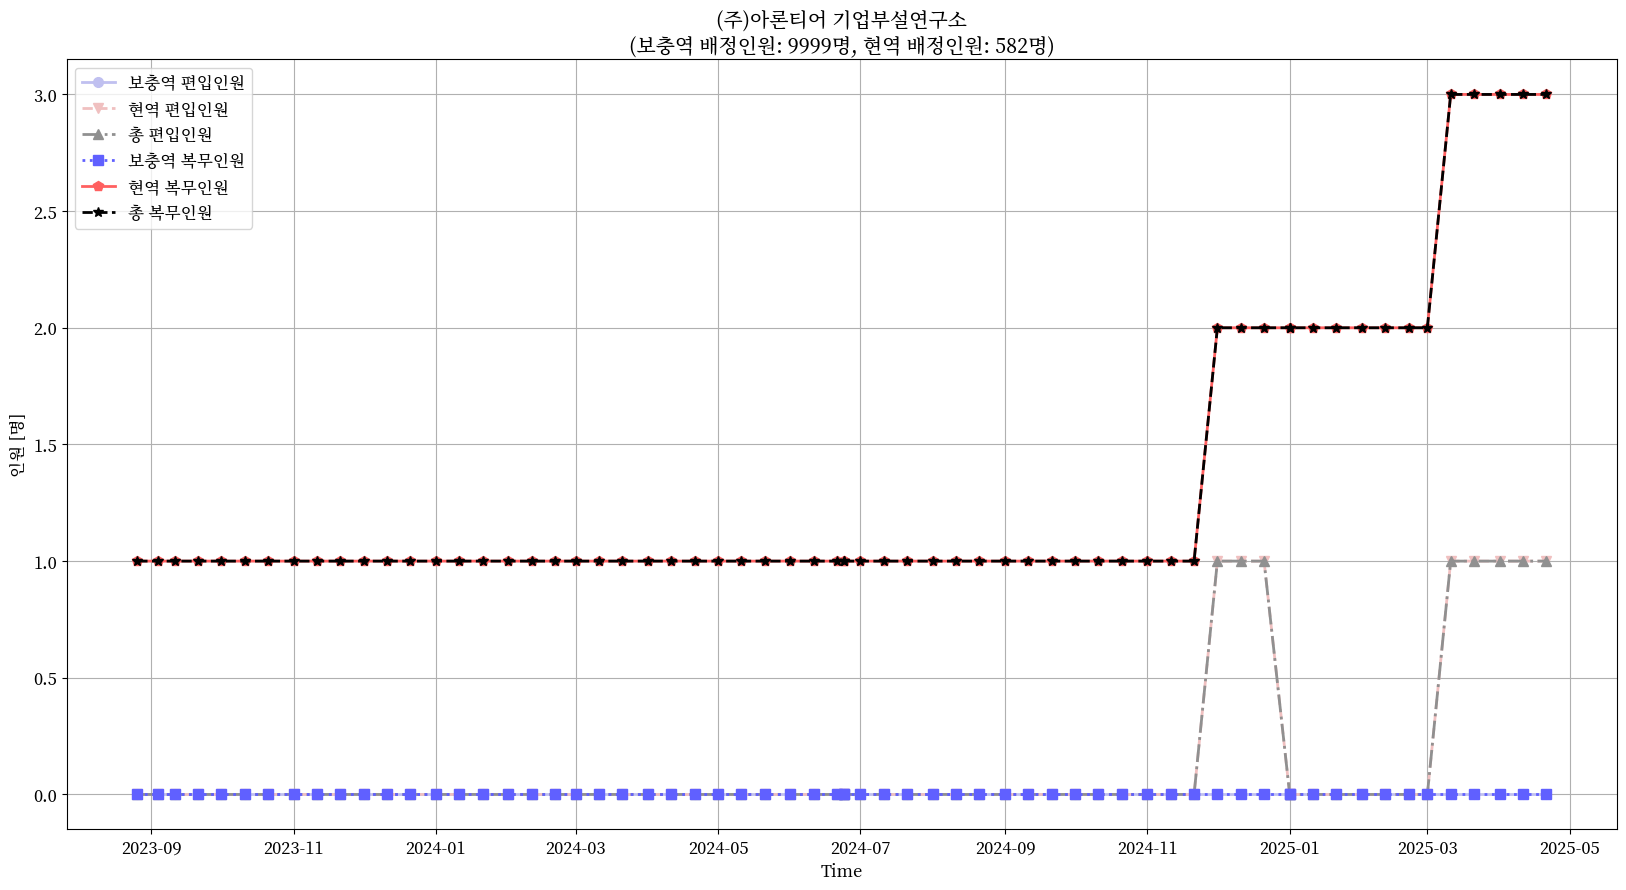 (주)아론티어 기업부설연구소
(보충역 배정인원: 9999명, 현역 배정인원: 582명)
보충역 편입인원
현역 편입인원
총 편입인원
보충역 복무인원
현역 복무인원
총 복무인원
3.0
2.5
2.0
1.5
1.0
0.5
0.0
인원 [명]
2023-09
2023-11
2024-01
2024-03
2024-05
2024-07
2024-09
2024-11
2025-01
2025-03
2025-05
Time